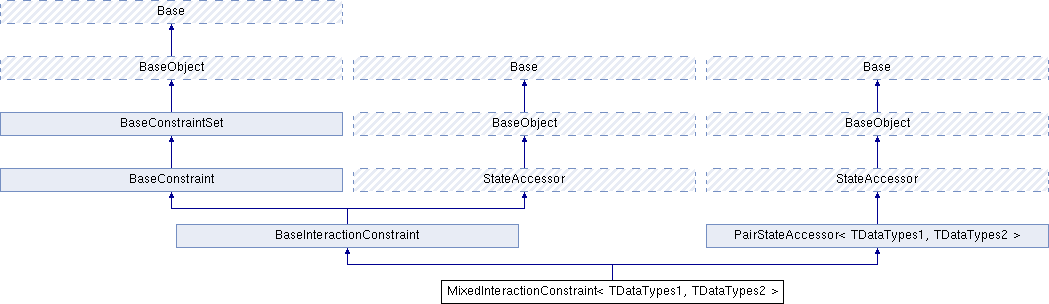 Base
BaseObject
Base
Base
BaseConstraintSet
BaseObject
BaseObject
BaseConstraint
StateAccessor
StateAccessor
BaseInteractionConstraint
PairStateAccessor< TDataTypes1, TDataTypes2 >
MixedInteractionConstraint< TDataTypes1, TDataTypes2 >